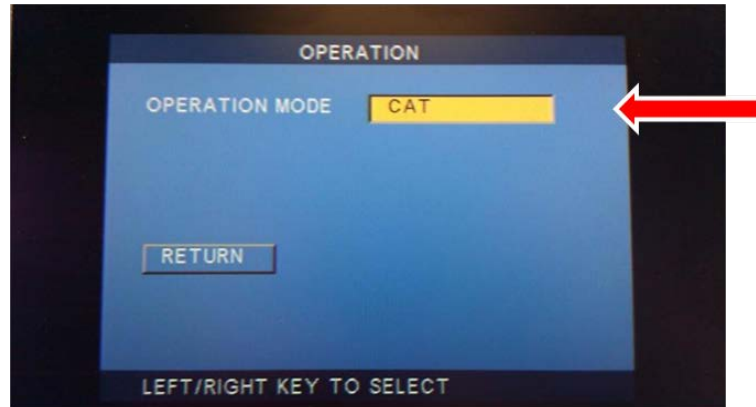 OPERATION
OPERATION MODE CAT
RETURN
LEFT/RIGHT KEY TO SELECT